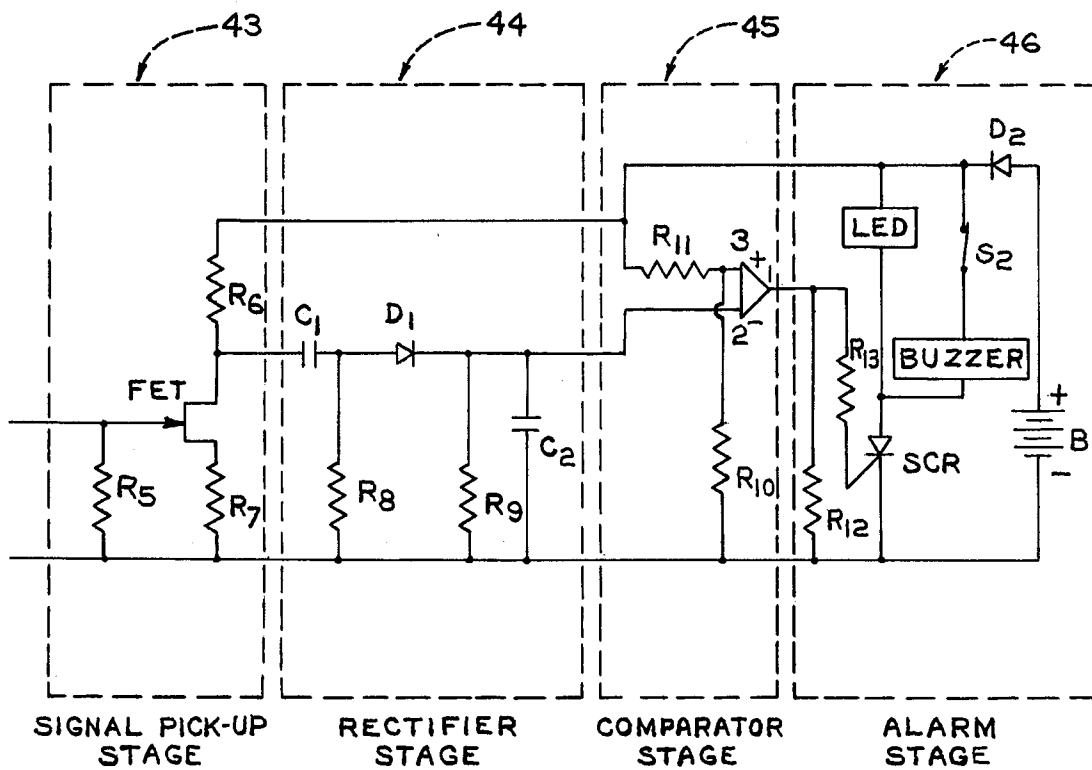 43
44
45
46
D2
LED
S2
R11
3
+
1
2
-
R6
C1
D1
R13
BUZZER
FET
+
B
-
C2
SCR
R5
R7
R8
R9
R10
R12
SIGNAL PICK-UP
STAGE
RECTIFIER
STAGE
COMPARATOR
STAGE
ALARM
STAGE